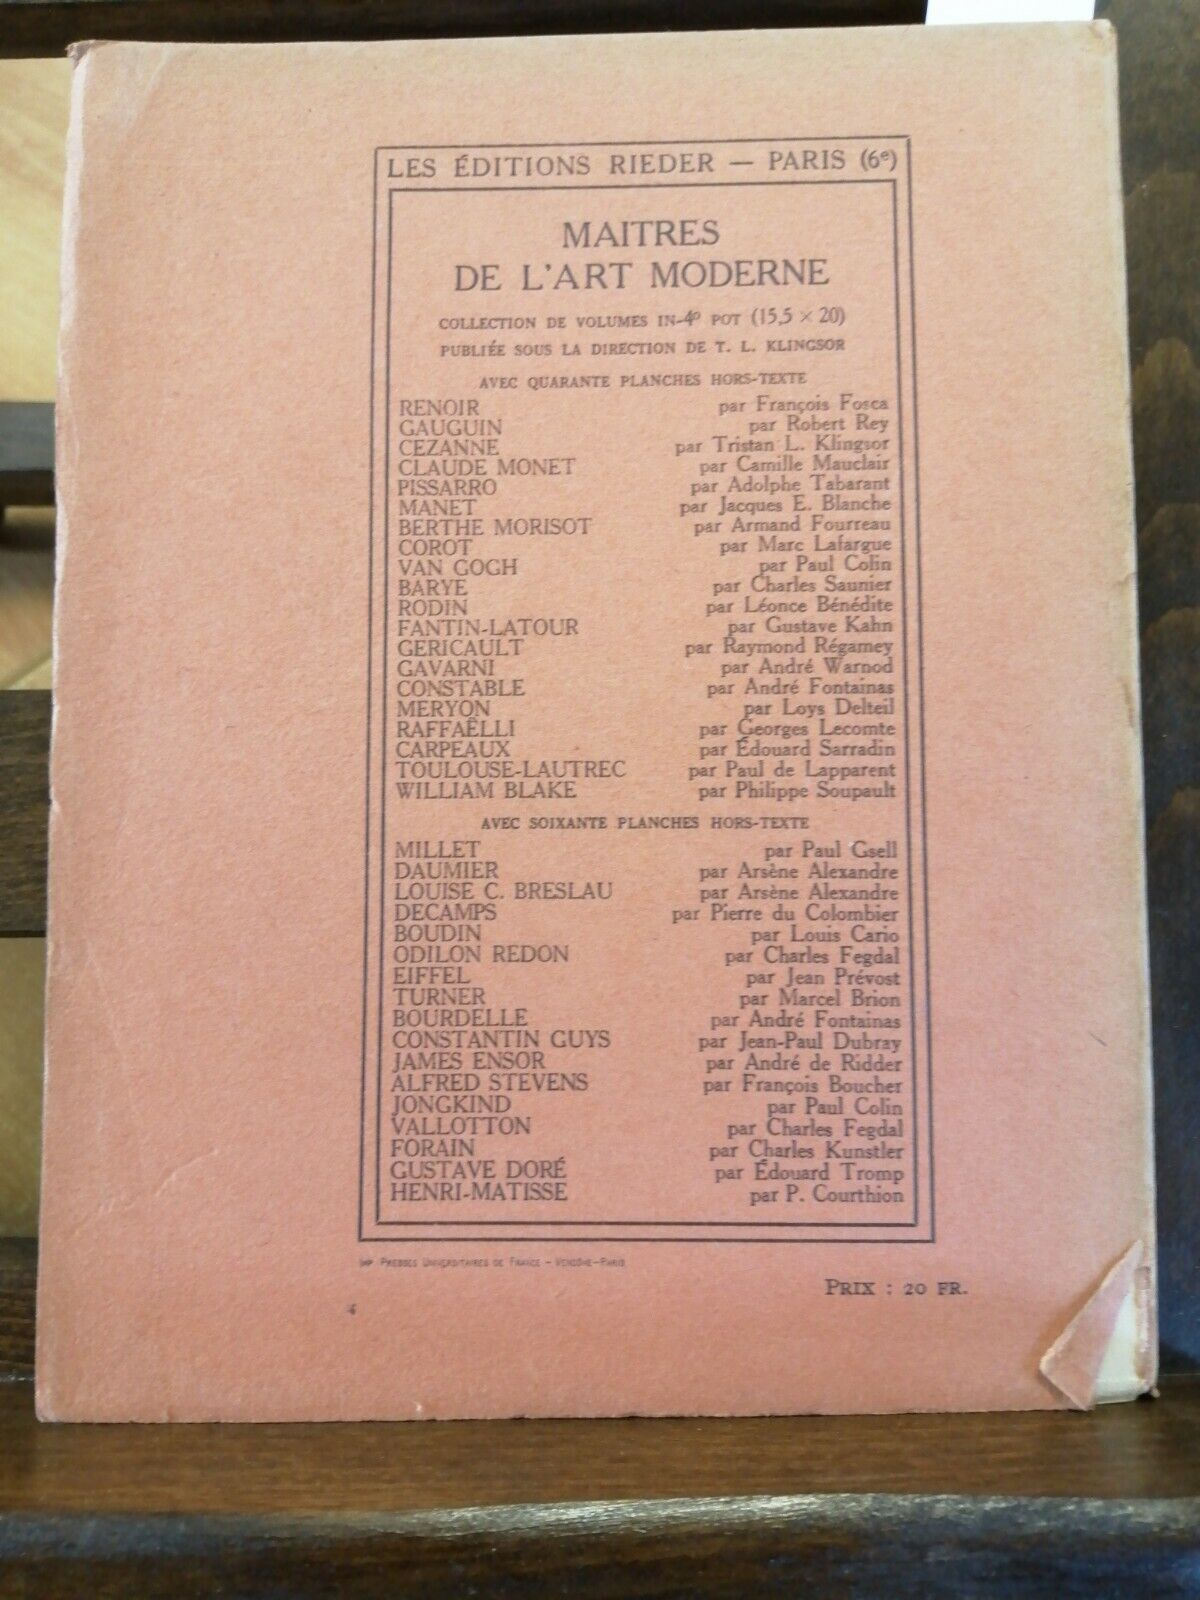 LES ÉDITIONS RIEDER — PARIS (6e)
MAITRES
DE L'ART MODERNE
COLLECTION DE VOLUMES IN-4º POT (15,5 × 20)
PUBLIÉE SOUS LA DIRECTION DE T. L. KLINGSOR
AVEC QUARANTE PLANCHES HORS-TEXTE
RENOIR par François Fosca
GAUGUIN par Robert Rey
CEZANNE par Tristan L. Klingsor
CLAUDE MONET par Camille Mauclair
PISSARRO par Adolphe Tabarant
MANET par Jacques E. Blanche
BERTHE MORISOT par Armand Fourreau
COROT par Marc Lafargue
VAN GOGH par Paul Colin
BARYE par Charles Saunier
RODIN par Léonce Bénédite
FANTIN-LATOUR par Gustave Kahn
GERICAULT par Raymond Régamey
GAVARNI par André Warnod
CONSTABLE par André Fontainas
MERYON par Loys Delteil
RAFFAËLLI par Georges Lecomte
CARPEAUX par Édouard Sarradin
TOULOUSE-LAUTREC par Paul de Lapparent
WILLIAM BLAKE par Philippe Soupault
AVEC SOIXANTE PLANCHES HORS-TEXTE
MILLET par Paul Gsell
DAUMIER par Arsène Alexandre
LOUISE C. BRESLAU par Arsène Alexandre
DECAMPS par Pierre du Colombier
BOUDIN par Louis Cario
ODILON REDON par Charles Fegdal
EIFFEL par Jean Prévost
TURNER par Marcel Brion
BOURDELLE par André Fontainas
CONSTANTIN GUYS par Jean-Paul Dubray
JAMES ENSOR par André de Ridder
ALFRED STEVENS par François Boucher
JONGKIND par Paul Colin
VALLOTTON par Charles Fegdal
FORAIN par Charles Kunstler
GUSTAVE DORÉ par Édouard Tromp
HENRI-MATISSE par P. Courthion
IMP PRESSES UNIVERSITAIRES DE FRANCE - VENDÔME-PARIS
PRIX : 20 FR.
4